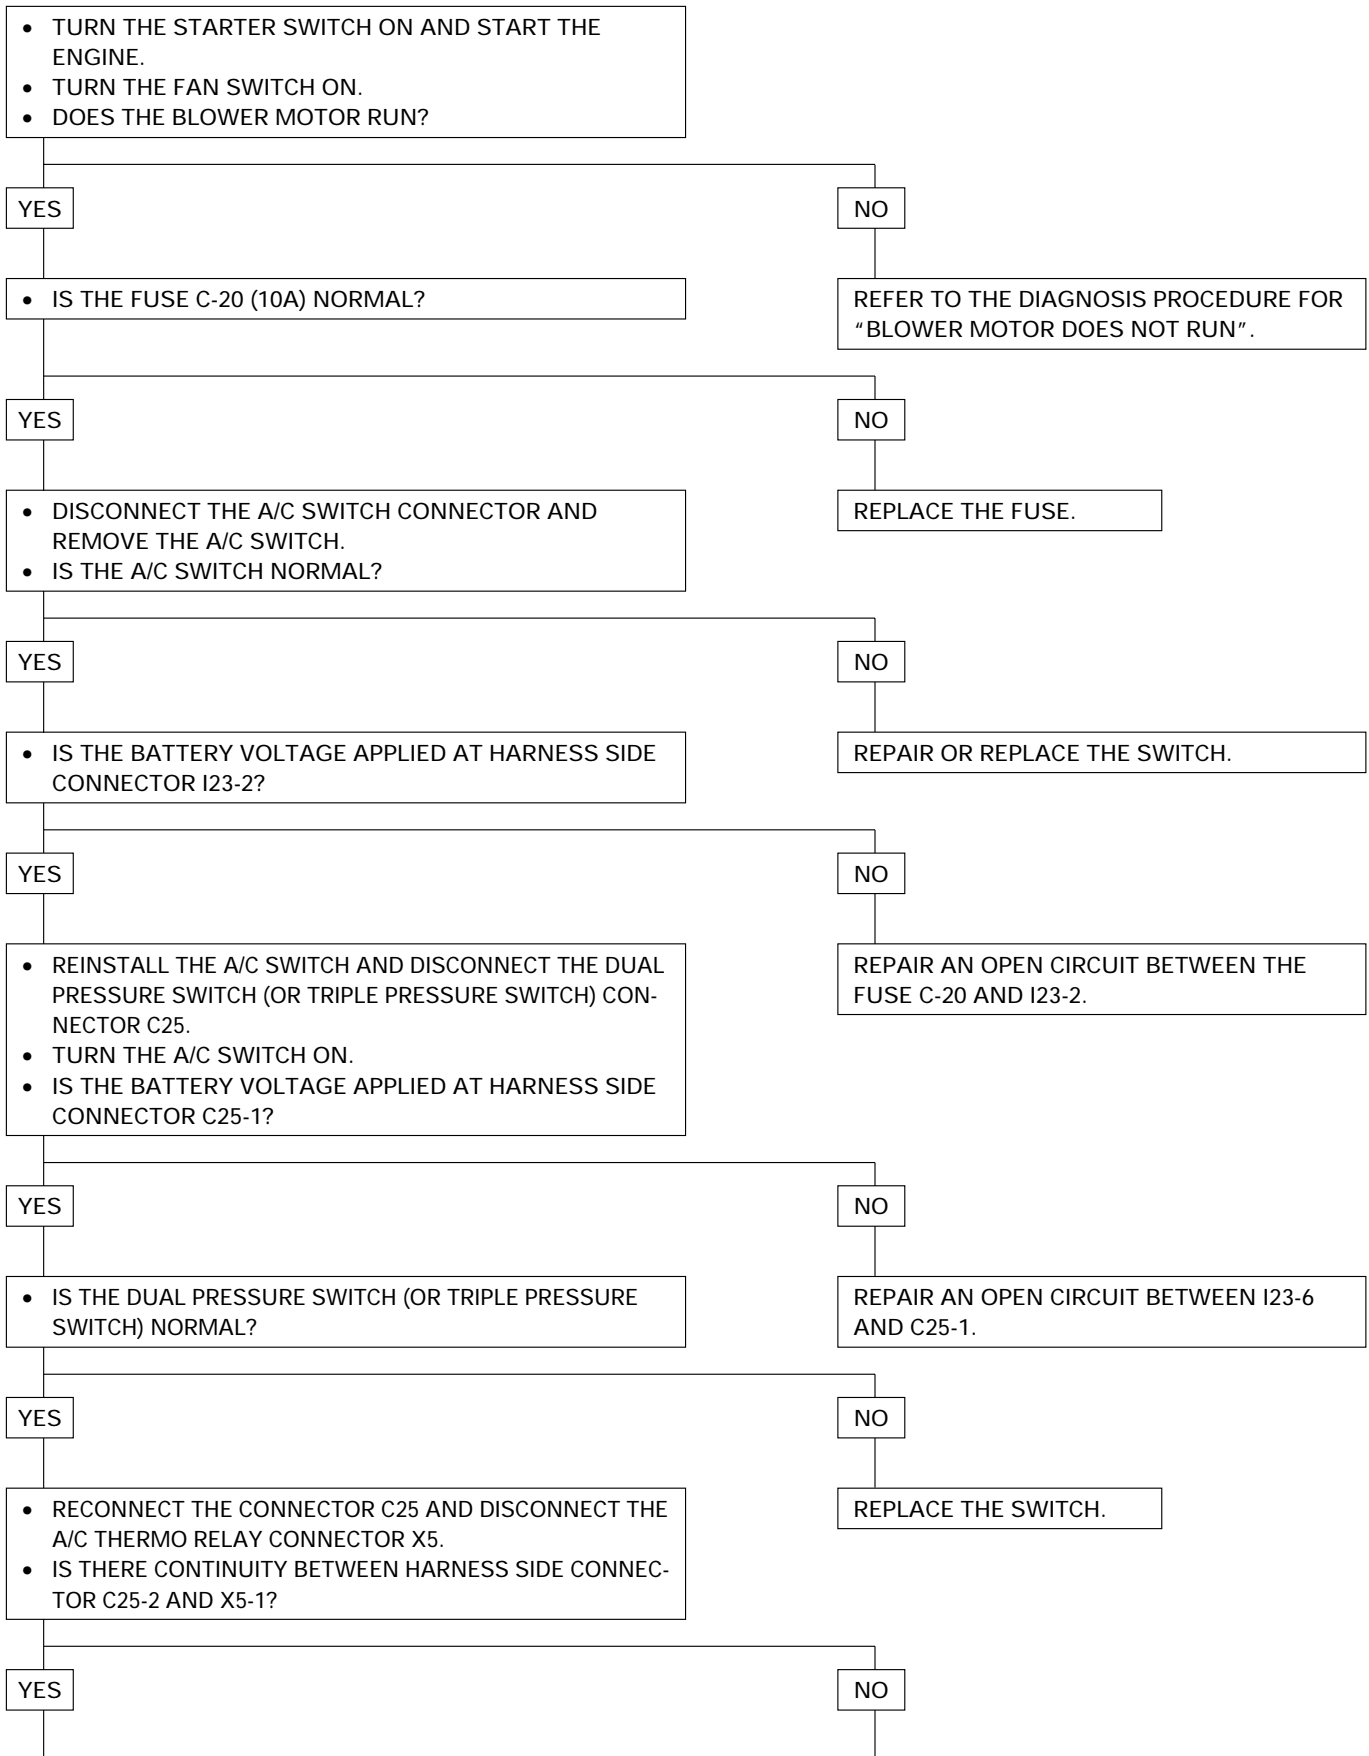 • TURN THE STARTER SWITCH ON AND START THE
ENGINE.
• TURN THE FAN SWITCH ON.
• DOES THE BLOWER MOTOR RUN?
YES
NO
• IS THE FUSE C-20 (10A) NORMAL?
REFER TO THE DIAGNOSIS PROCEDURE FOR
“BLOWER MOTOR DOES NOT RUN”.
YES
NO
• DISCONNECT THE A/C SWITCH CONNECTOR AND
REMOVE THE A/C SWITCH.
• IS THE A/C SWITCH NORMAL?
REPLACE THE FUSE.
YES
NO
• IS THE BATTERY VOLTAGE APPLIED AT HARNESS SIDE
CONNECTOR I23-2?
REPAIR OR REPLACE THE SWITCH.
YES
NO
• REINSTALL THE A/C SWITCH AND DISCONNECT THE DUAL
PRESSURE SWITCH (OR TRIPLE PRESSURE SWITCH) CON-
NECTOR C25.
• TURN THE A/C SWITCH ON.
• IS THE BATTERY VOLTAGE APPLIED AT HARNESS SIDE
CONNECTOR C25-1?
REPAIR AN OPEN CIRCUIT BETWEEN THE
FUSE C-20 AND I23-2.
YES
NO
• IS THE DUAL PRESSURE SWITCH (OR TRIPLE PRESSURE
SWITCH) NORMAL?
REPAIR AN OPEN CIRCUIT BETWEEN I23-6
AND C25-1.
YES
NO
• RECONNECT THE CONNECTOR C25 AND DISCONNECT THE
A/C THERMO RELAY CONNECTOR X5.
• IS THERE CONTINUITY BETWEEN HARNESS SIDE CONNEC-
TOR C25-2 AND X5-1?
REPLACE THE SWITCH.
YES
NO